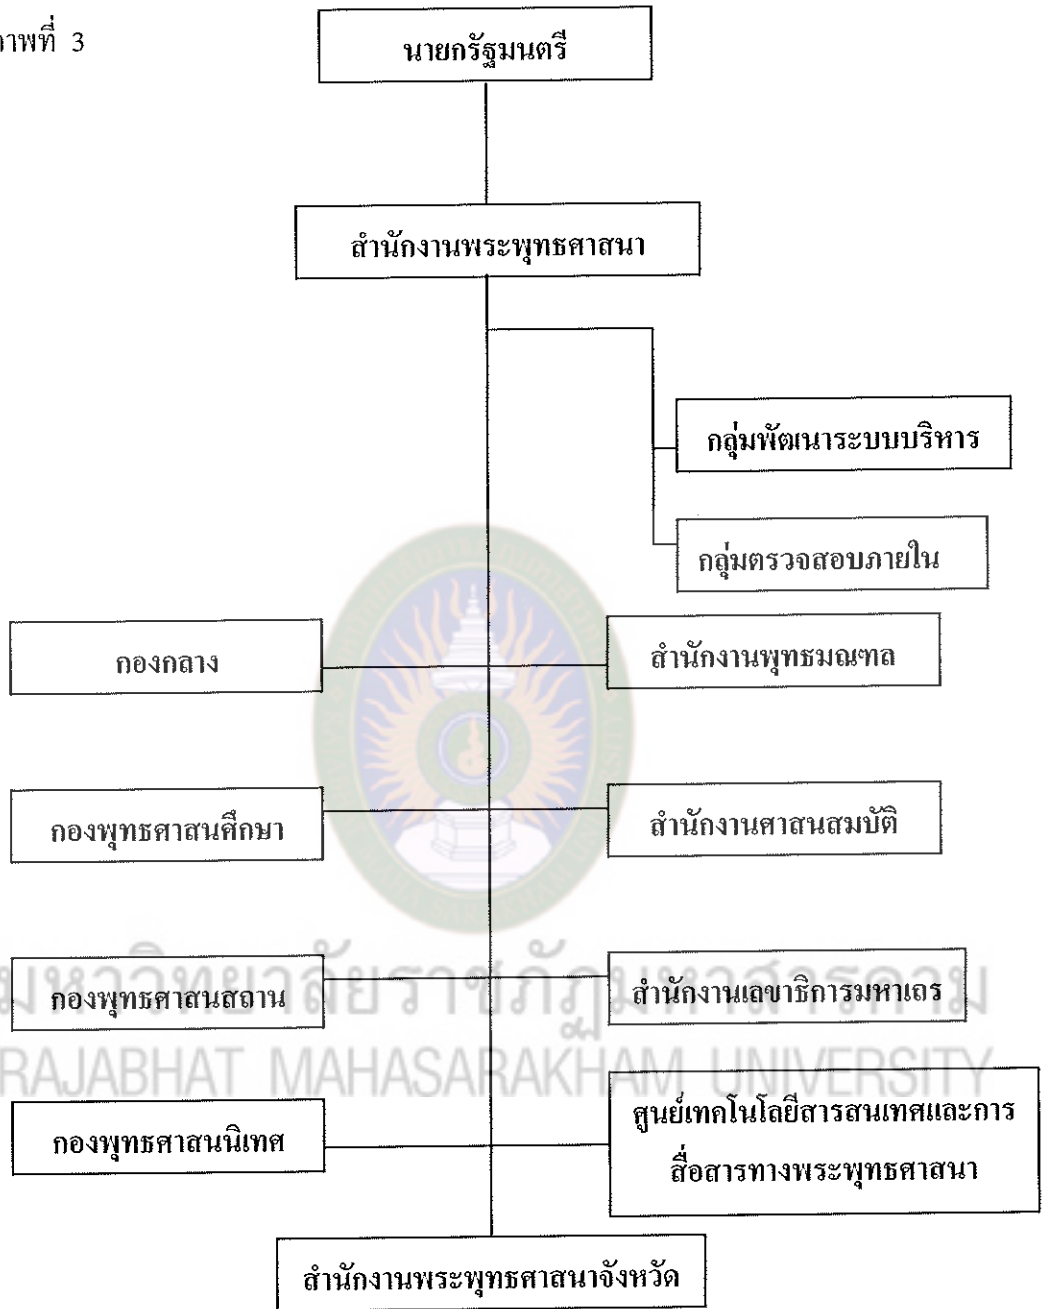 าพที่ 3
นายกรัฐมนตรี
สำนักงานพระพุทธศาสนา
กลุ่มพัฒนาระบบบริหาร
กลุ่มตรวจสอบภายใน
กองกลาง
สำนักงานพุทธมณฑล
กองพุทธศาสนศึกษา
สำนักงานศาสนสมบัติ
กองพุทธศาสนสถาน
สำนักงานเลขาธิการมหาเถร
มหาวิทยาลัยราชภัฏมหาสารคาม
RAJABHAT MAHASARAKHAM UNIVERSITY
กองพุทธศาสนนิเทศ
ศูนย์เทคโนโลยีสารสนเทศและการ
สื่อสารทางพระพุทธศาสนา
สำนักงานพระพุทธศาสนาจังหวัด